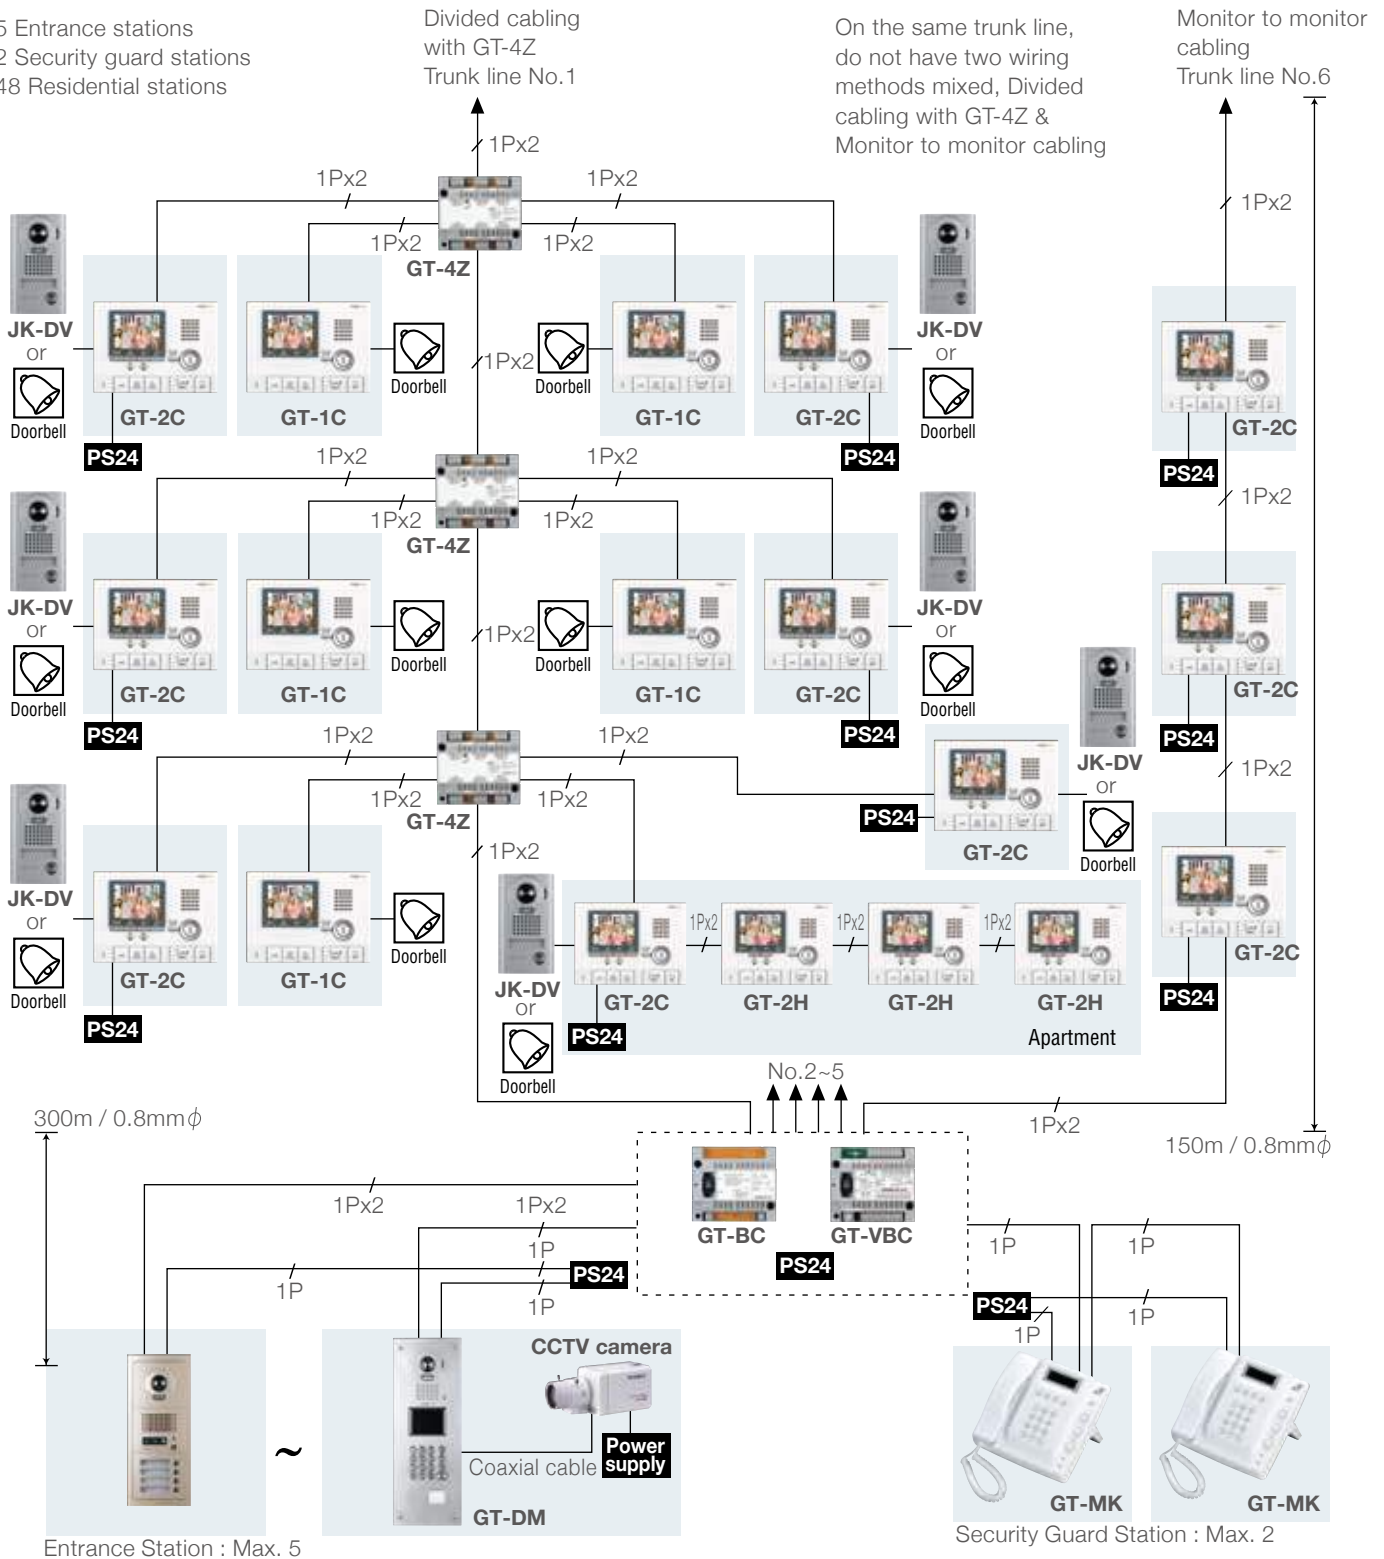 5 Entrance stations
2 Security guard stations
48 Residential stations
Divided cabling
with GT-4Z
Trunk line No.1
On the same trunk line,
do not have two wiring
methods mixed, Divided
cabling with GT-4Z &
Monitor to monitor cabling
Monitor to monitor
cabling
Trunk line No.6
1Px2
1Px2
1Px2
1Px2
1Px2
1Px2
GT-4Z
JK-DV
or
Doorbell
GT-2C
PS24
GT-1C
Doorbell
1Px2
Doorbell
GT-1C
GT-2C
PS24
JK-DV
or
Doorbell
GT-2C
PS24
1Px2
1Px2
1Px2
1Px2
1Px2
GT-4Z
JK-DV
or
Doorbell
GT-2C
PS24
GT-1C
Doorbell
1Px2
Doorbell
GT-1C
GT-2C
PS24
JK-DV
or
Doorbell
GT-2C
PS24
1Px2
1Px2
1Px2
1Px2
1Px2
GT-4Z
JK-DV
or
Doorbell
GT-2C
PS24
GT-1C
Doorbell
1Px2
PS24
GT-2C
JK-DV
or
Doorbell
JK-DV
or
Doorbell
GT-2C
PS24
1Px2
GT-2H
1Px2
GT-2H
1Px2
GT-2H
Apartment
GT-2C
PS24
No.2~5
1Px2
300m / 0.8mmϕ
150m / 0.8mmϕ
1Px2
1Px2
1P
1P
1P
PS24
GT-BC
GT-VBC
PS24
1P
1P
PS24
1P
1P
CCTV camera
Power
supply
Coaxial cable
~
GT-DM
GT-MK
GT-MK
Entrance Station : Max. 5
Security Guard Station : Max. 2